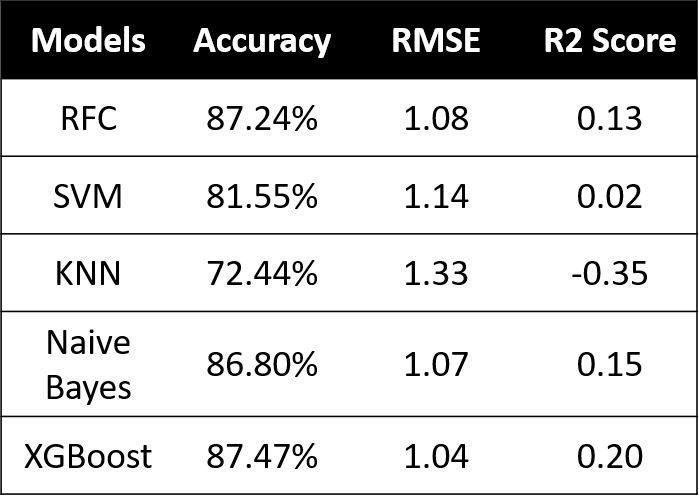 Models Accuracy RMSE R2 Score
RFC 87.24% 1.08 0.13
SVM 81.55% 1.14 0.02
KNN 72.44% 1.33 -0.35
Naive
Bayes 86.80% 1.07 0.15
XGBoost 87.47% 1.04 0.20